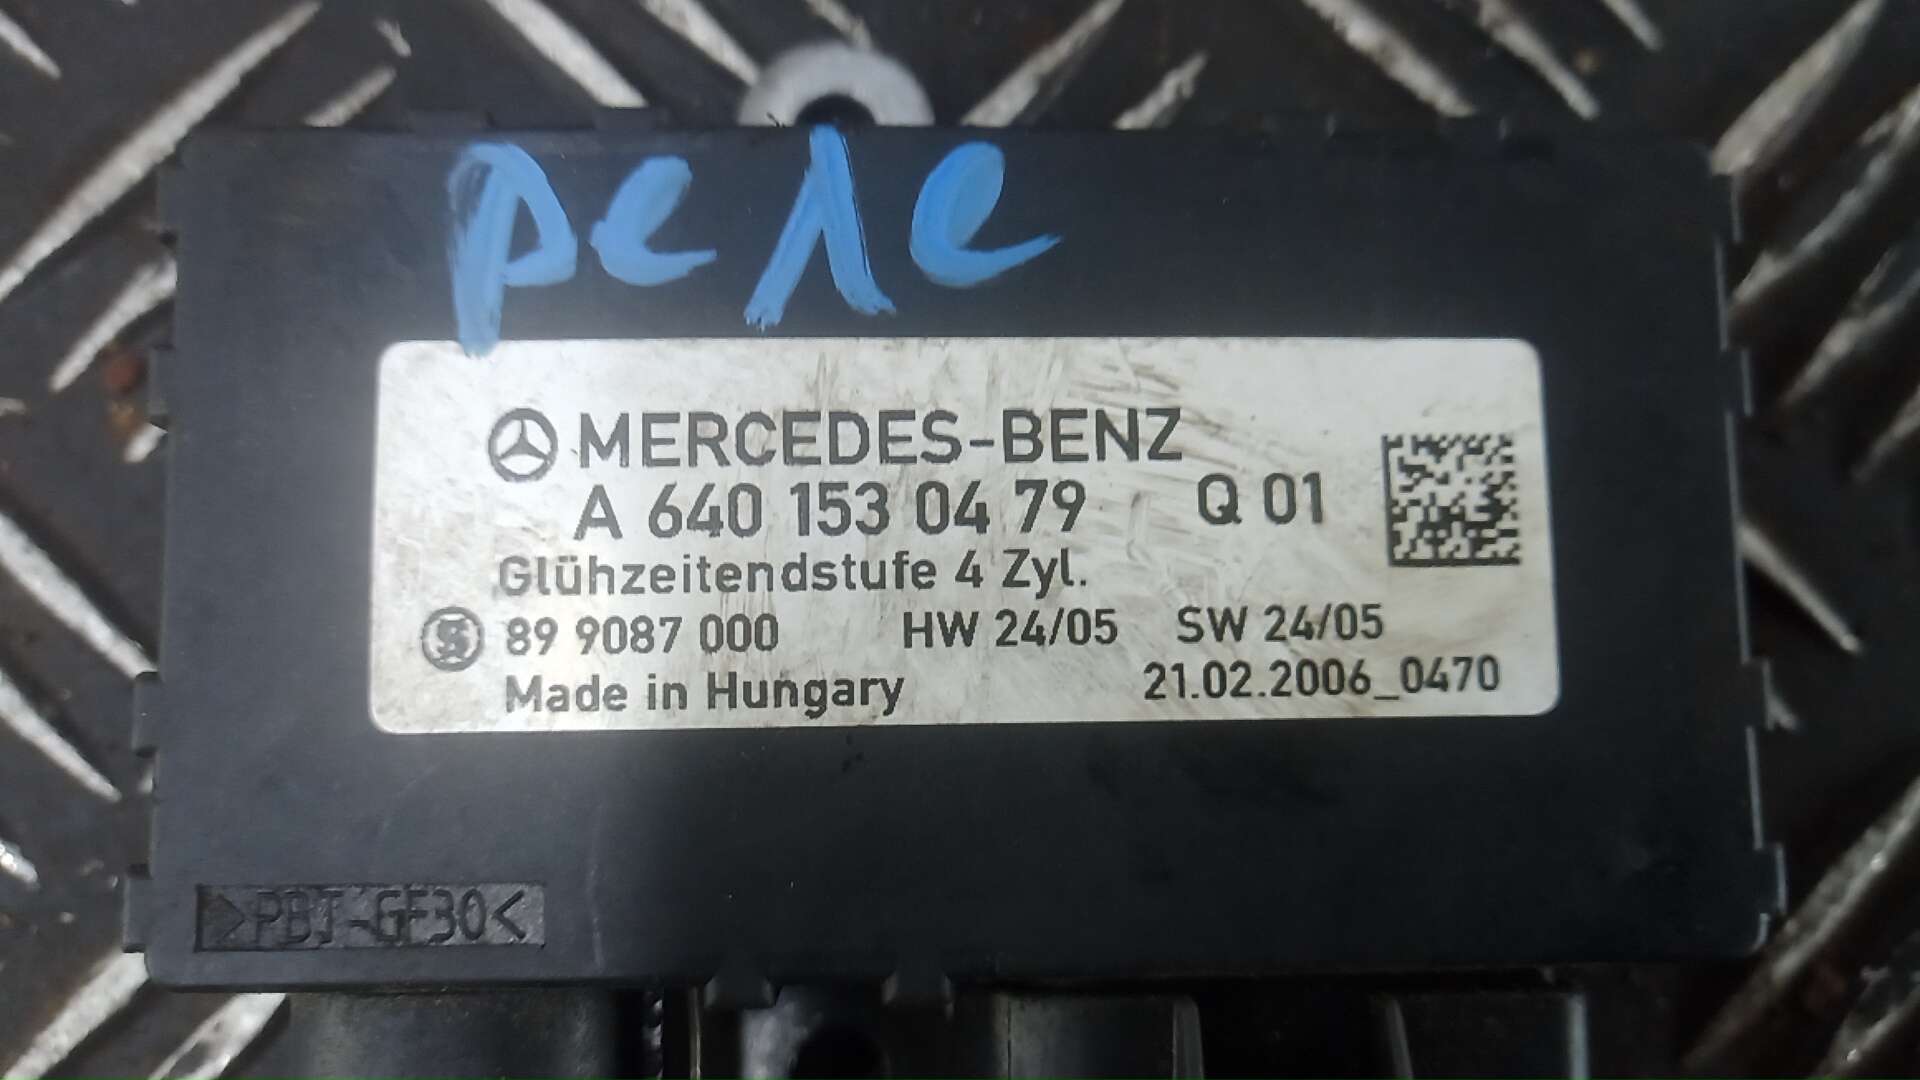 реле
MERCEDES-BENZ
A 640 153 04 79 Q 01
Glühzeitendstufe 4 Zyl.
89 9087 000 HW 24/05 SW 24/05
Made in Hungary 21.02.2006_0470
>PBT-GF30<